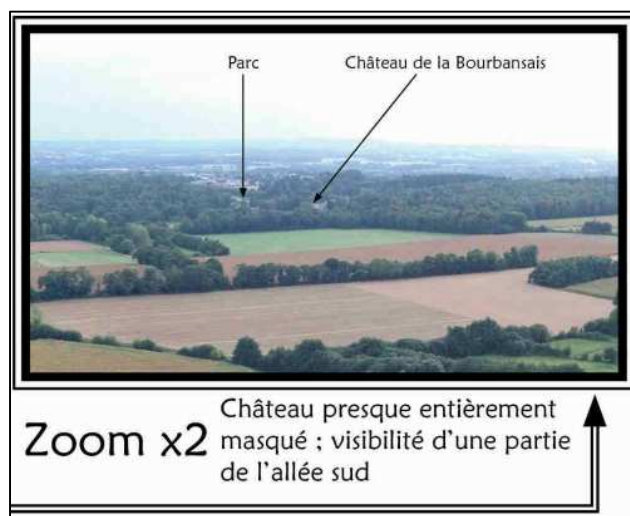 Parc
Château de la Bourbansais
Zoom x2
Château presque entièrement
masqué ; visibilité d'une partie
de l'allée sud